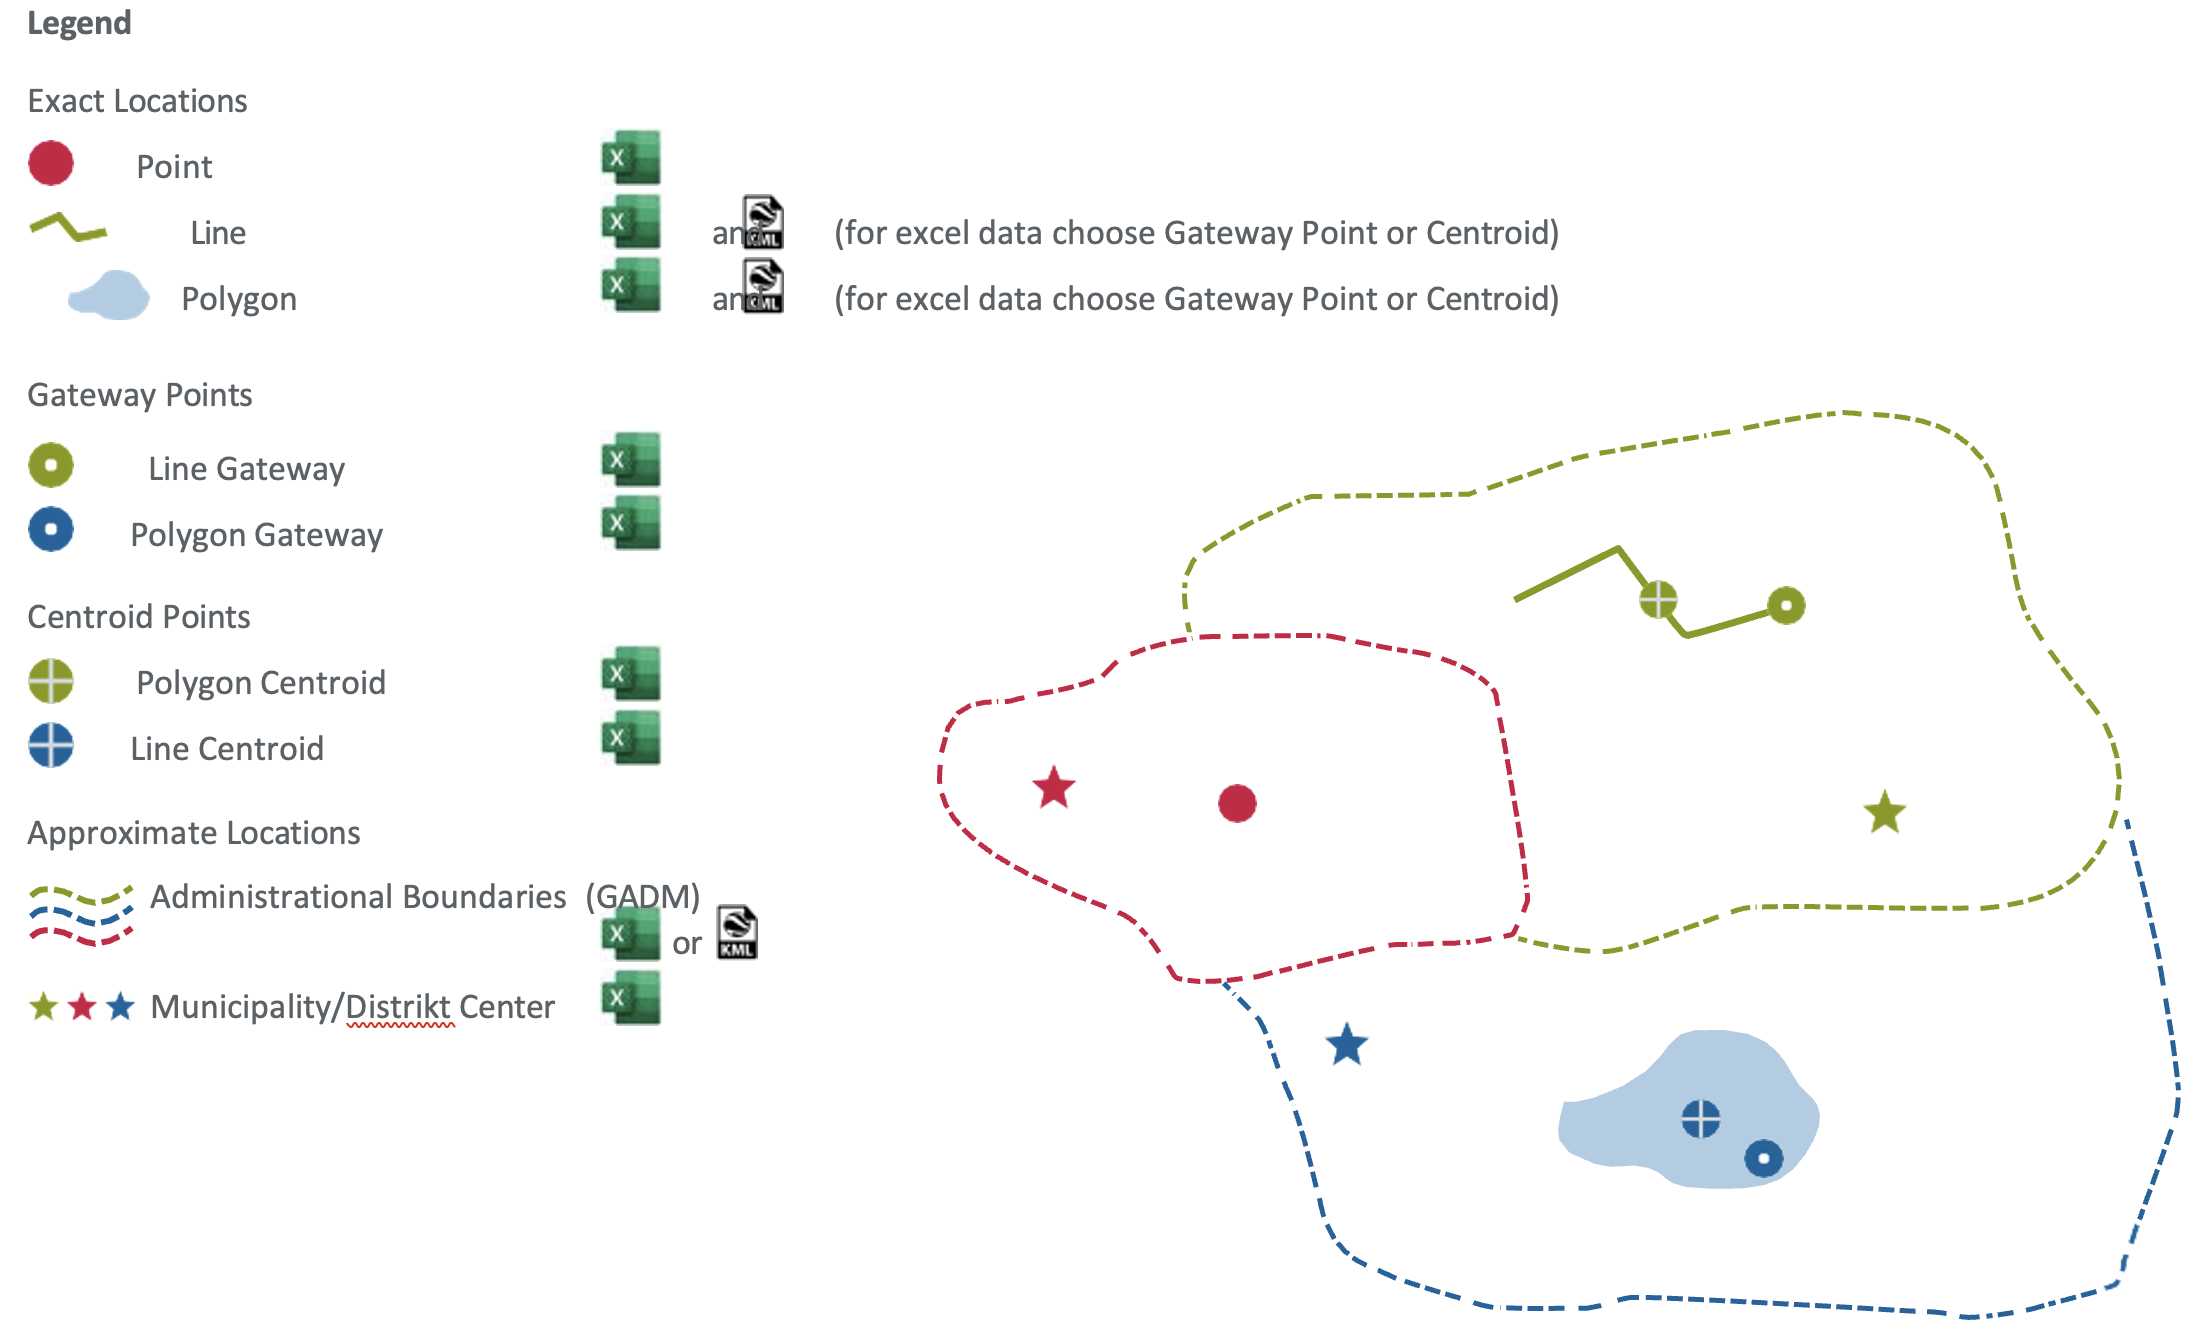 Legend
Exact Locations
Point X
Line X and KML (for excel data choose Gateway Point or Centroid)
Polygon X and KML (for excel data choose Gateway Point or Centroid)
Gateway Points
Line Gateway X
Polygon Gateway X
Centroid Points
Polygon Centroid X
Line Centroid X
Approximate Locations
Administrational Boundaries (GADM)
X or KML
Municipality/Distrikt Center X